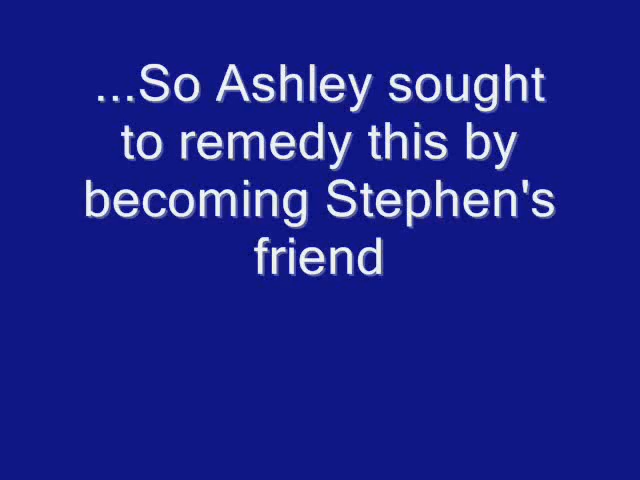 ...So Ashley sought
to remedy this by
becoming Stephen's
friend